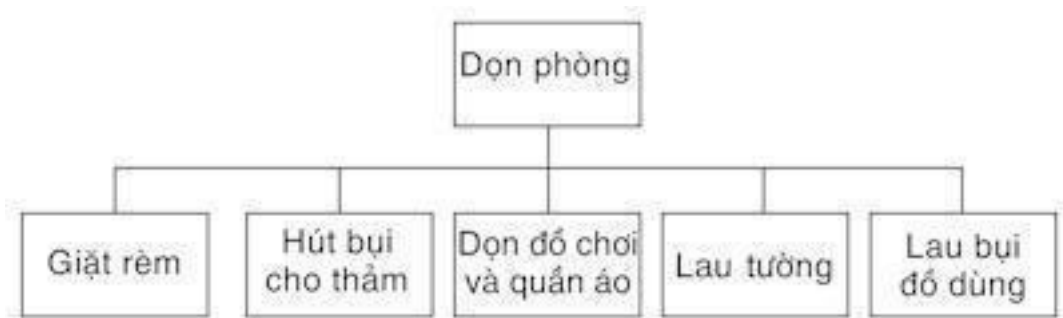 Dọn phòng
Giặt rèm
Hút bụi
cho thảm
Dọn đồ chơi
và quần áo
Lau tường
Lau bụi
đồ dùng